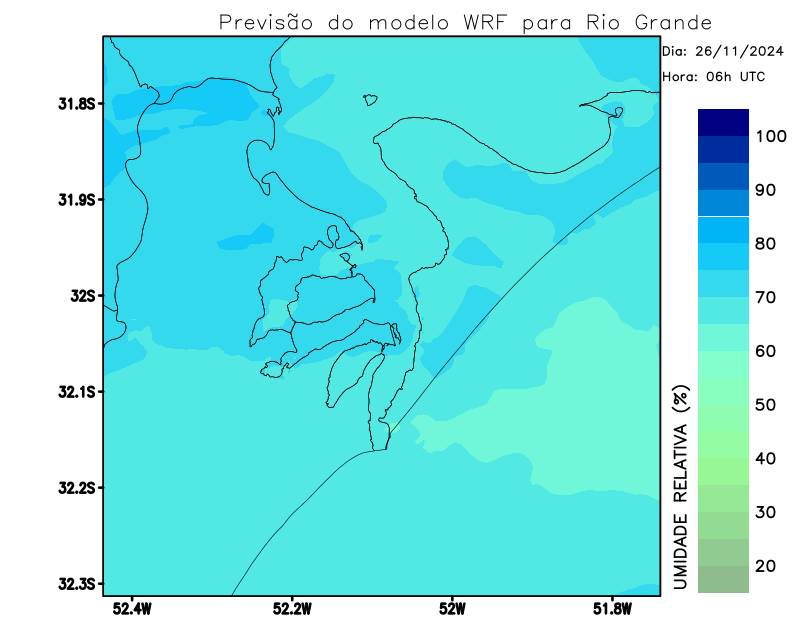 Previsão do modelo WRF para Rio Grande
Dia: 26/11/2024
Hora: 06h UTC
31.8S
31.9S
32S
32.1S
32.2S
32.3S
52.4W
52.2W
52W
51.8W
100
90
80
70
60
50
40
30
20
UMIDADE RELATIVA (%)